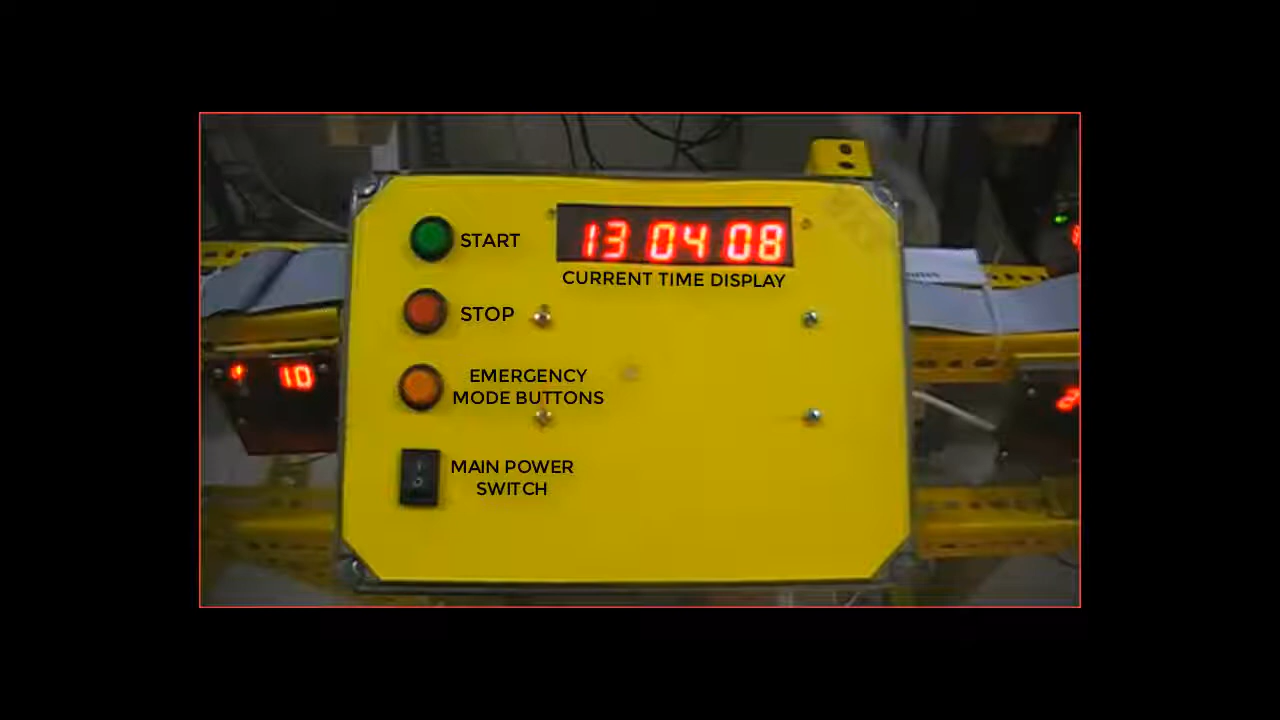 START
13 04 08
CURRENT TIME DISPLAY
STOP
EMERGENCY
MODE BUTTONS
10
MAIN POWER
SWITCH